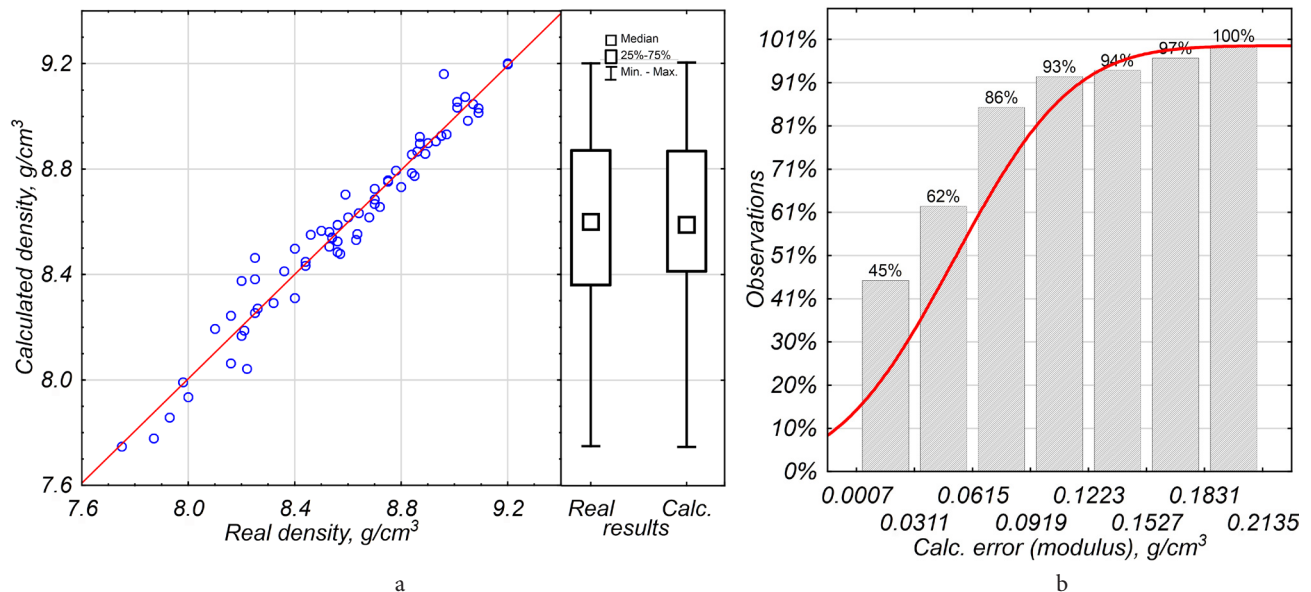 Calculated density, g/cm³
9.2
8.8
8.4
8.0
7.6
7.6 8.0 8.4 8.8 9.2
Real density, g/cm³
Median
25%-75%
Min. - Max.
Real Calc.
results
a
Observations
101%
91%
81%
71%
61%
51%
41%
30%
20%
10%
0%
45%
62%
86%
93%
94%
97%
100%
0.0007 0.0615 0.1223 0.1831
0.0311 0.0919 0.1527 0.2135
Calc. error (modulus), g/cm³
b